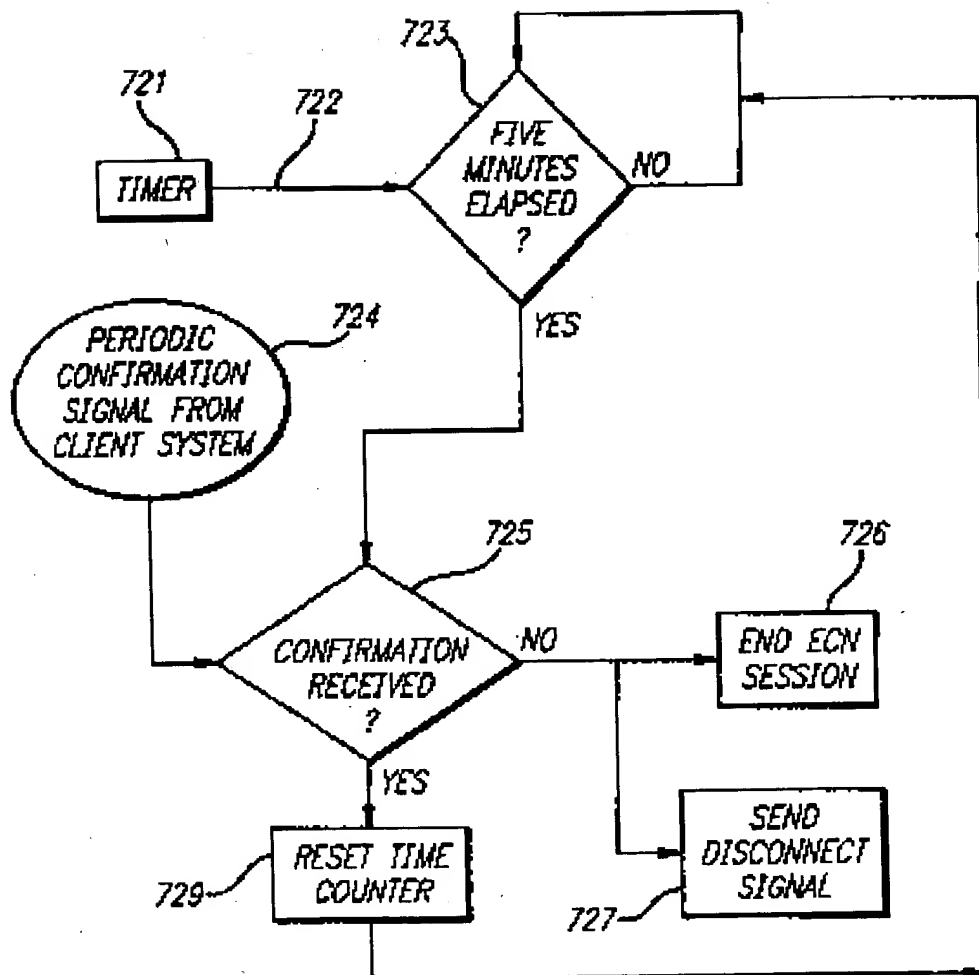 723
721
722
TIMER
FIVE
MINUTES
ELAPSED
?
NO
YES
724
PERIODIC
CONFIRMATION
SIGNAL FROM
CLIENT SYSTEM
725
726
CONFIRMATION
RECEIVED
?
NO
END ECN
SESSION
YES
RESET TIME
COUNTER
729
SEND
DISCONNECT
SIGNAL
727